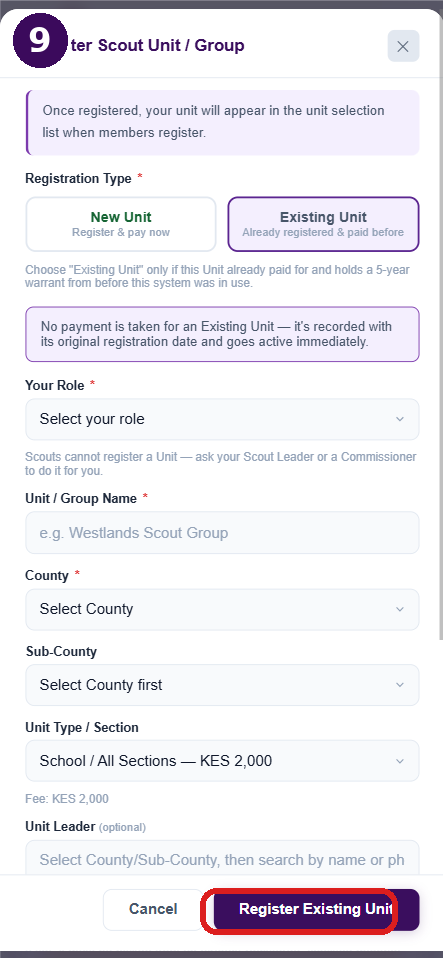 9
ter Scout Unit / Group
Once registered, your unit will appear in the unit selection
list when members register.
Registration Type *
New Unit
Register & pay now
Existing Unit
Already registered & paid before
Choose "Existing Unit" only if this Unit already paid for and holds a 5-year
warrant from before this system was in use.
No payment is taken for an Existing Unit — it's recorded with
its original registration date and goes active immediately.
Your Role *
Select your role
Scouts cannot register a Unit — ask your Scout Leader or a Commissioner
to do it for you.
Unit / Group Name *
e.g. Westlands Scout Group
County *
Select County
Sub-County
Select County first
Unit Type / Section
School / All Sections — KES 2,000
Fee: KES 2,000
Unit Leader (optional)
Select County/Sub-County, then search by name or ph
Cancel
Register Existing Unit